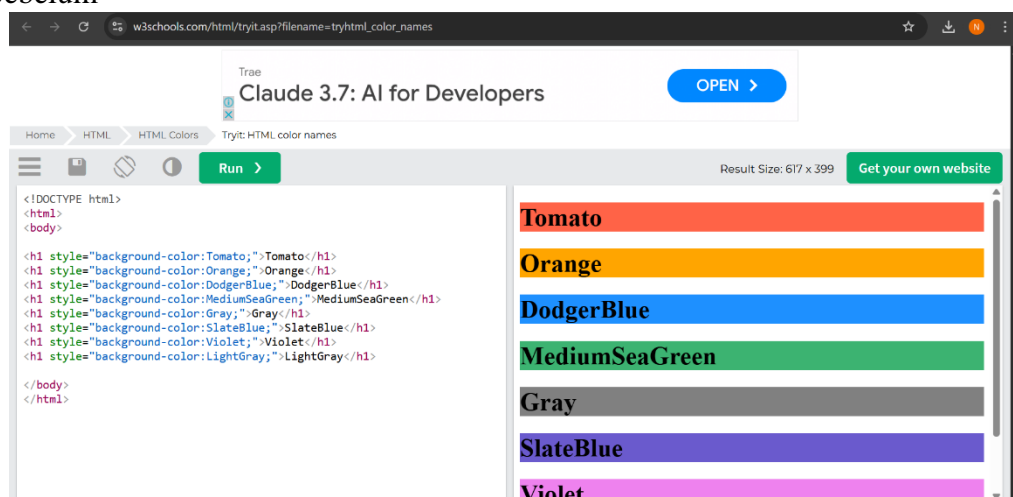 sebelum
w3schools.com/html/tryit.asp?filename=tryhtml_color_names
N
Trae
Claude 3.7: AI for Developers
OPEN
Home HTML HTML Colors Tryit: HTML color names
Run
Result Size: 617 x 399
Get your own website
<!DOCTYPE html>
<html>
<body>
<h1 style="background-color:Tomato;">Tomato</h1>
<h1 style="background-color:Orange;">Orange</h1>
<h1 style="background-color:DodgerBlue;">DodgerBlue</h1>
<h1 style="background-color:MediumSeaGreen;">MediumSeaGreen</h1>
<h1 style="background-color:Gray;">Gray</h1>
<h1 style="background-color:SlateBlue;">SlateBlue</h1>
<h1 style="background-color:Violet;">Violet</h1>
<h1 style="background-color:LightGray;">LightGray</h1>
</body>
</html>
Tomato
Orange
DodgerBlue
MediumSeaGreen
Gray
SlateBlue
Violet